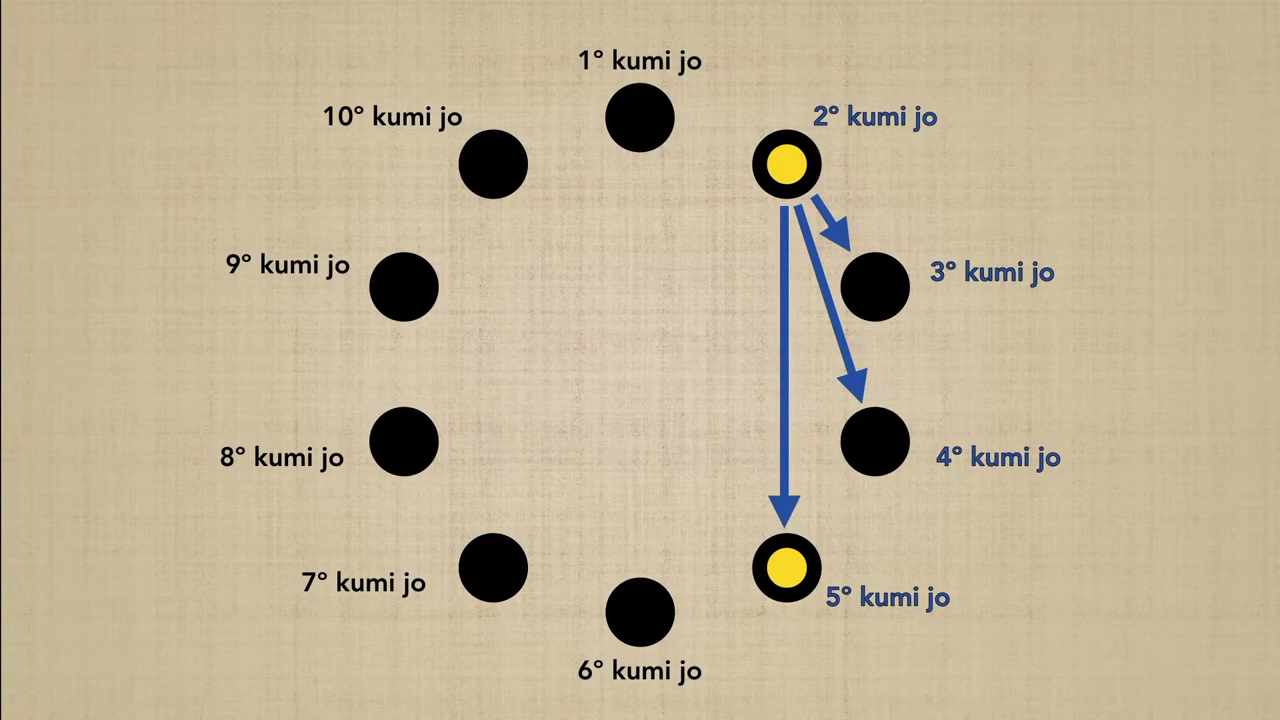 1° kumi jo
2° kumi jo
3° kumi jo
4° kumi jo
5° kumi jo
6° kumi jo
7° kumi jo
8° kumi jo
9° kumi jo
10° kumi jo